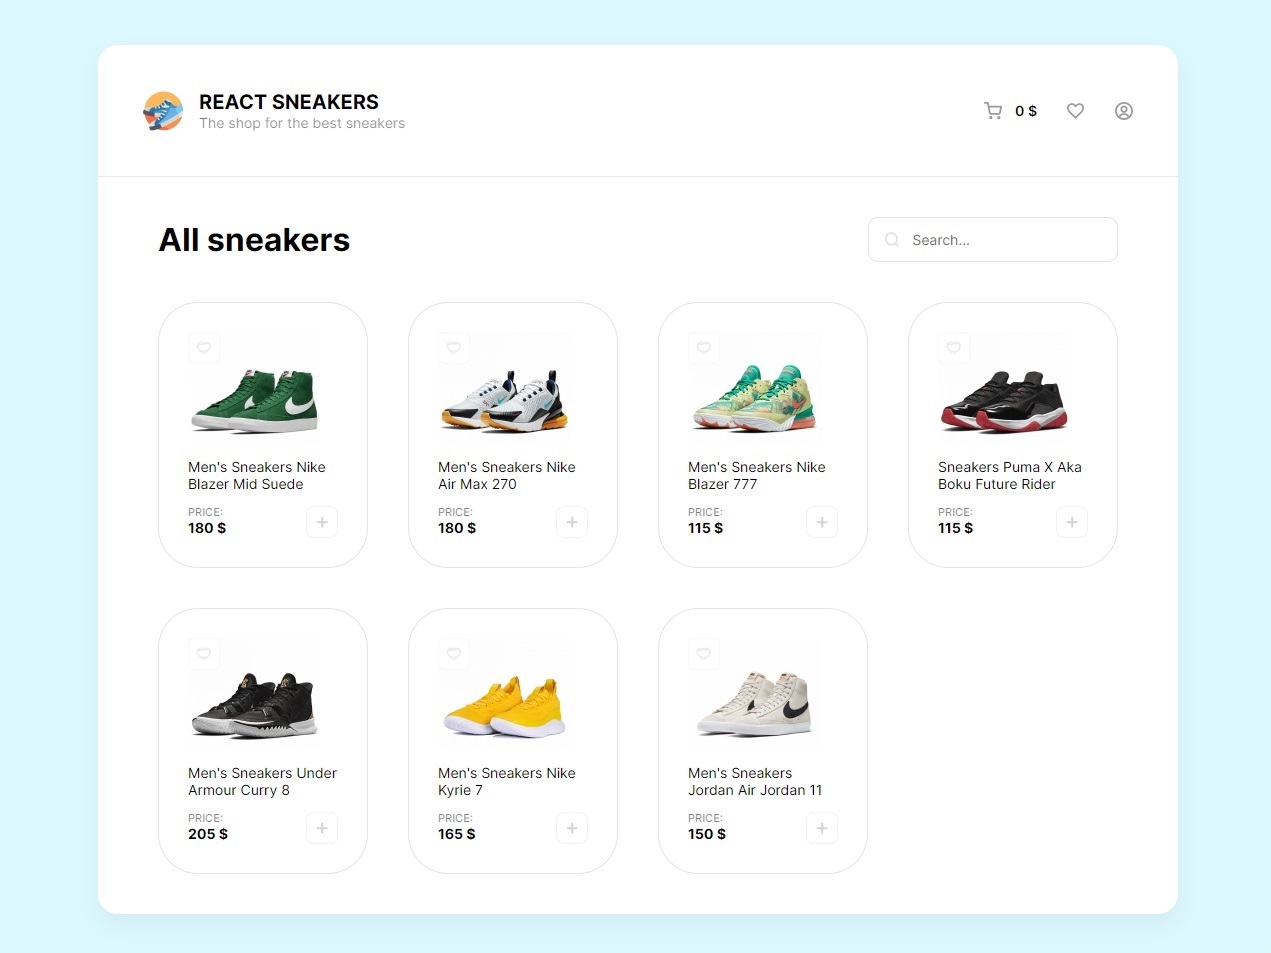 REACT SNEAKERS
The shop for the best sneakers
0 $
All sneakers
Search...
Men's Sneakers Nike
Blazer Mid Suede
PRICE:
180 $
Men's Sneakers Nike
Air Max 270
PRICE:
180 $
Men's Sneakers Nike
Blazer 777
PRICE:
115 $
Sneakers Puma X Aka
Boku Future Rider
PRICE:
115 $
Men's Sneakers Under
Armour Curry 8
PRICE:
205 $
Men's Sneakers Nike
Kyrie 7
PRICE:
165 $
Men's Sneakers
Jordan Air Jordan 11
PRICE:
150 $